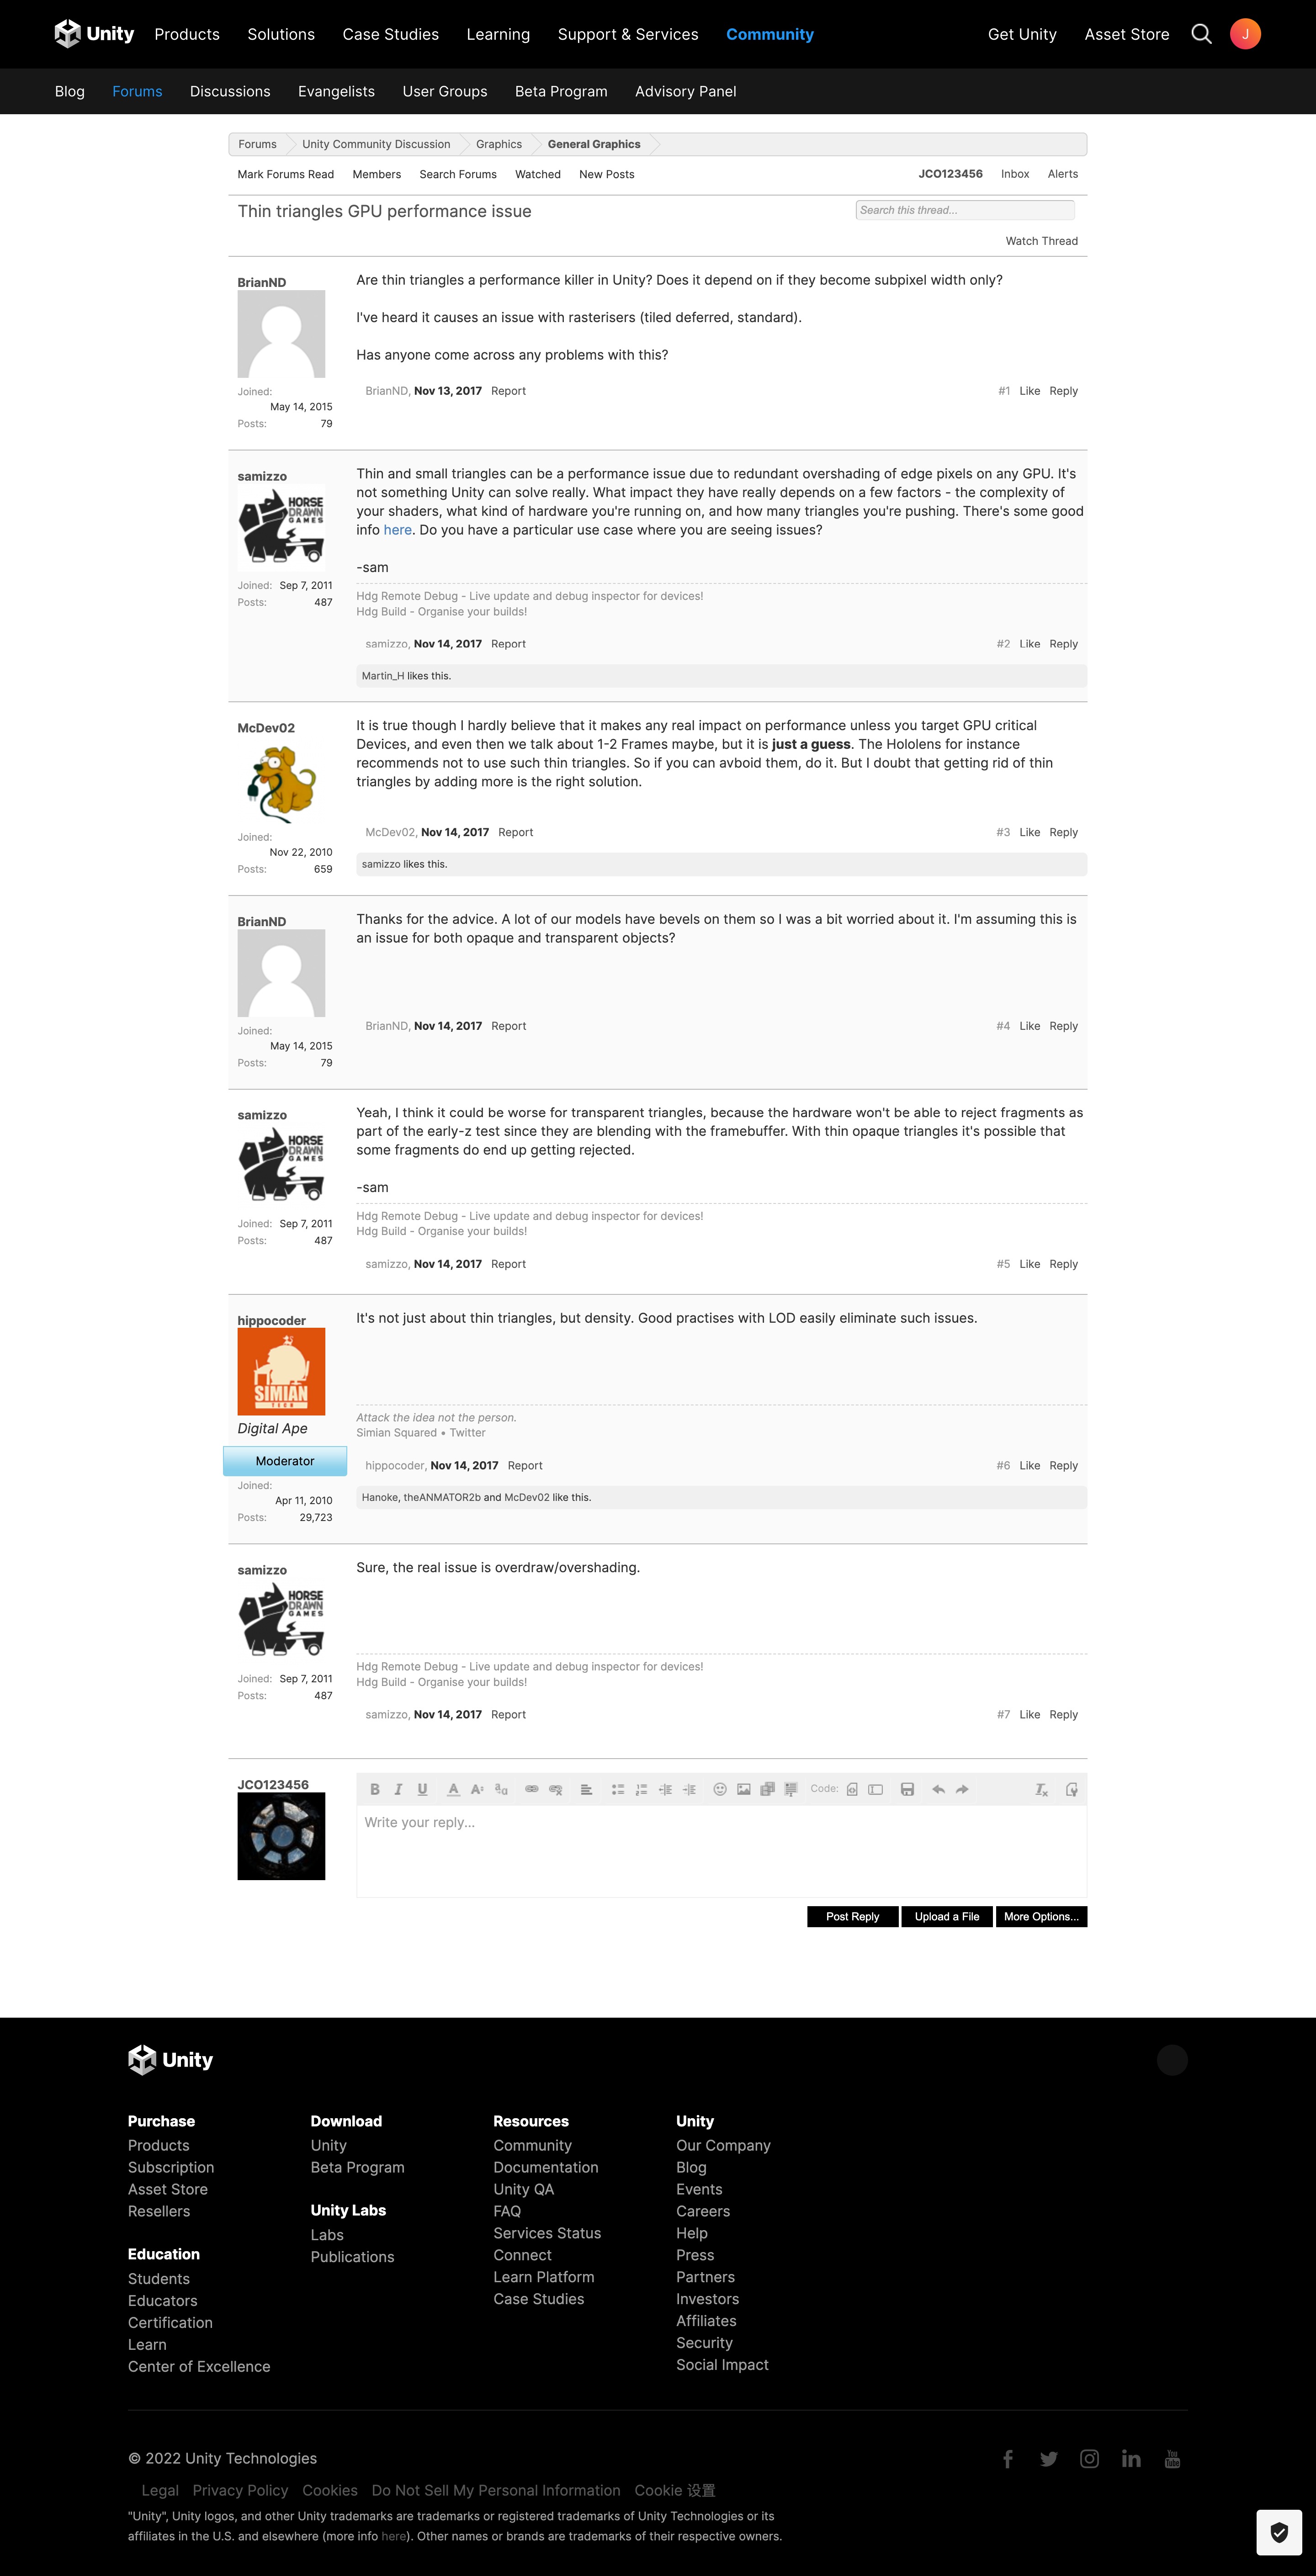 Unity Products Solutions Case Studies Learning Support & Services Community Get Unity Asset Store J
Blog Forums Discussions Evangelists User Groups Beta Program Advisory Panel
Forums Unity Community Discussion Graphics General Graphics
Mark Forums Read Members Search Forums Watched New Posts JCO123456 Inbox Alerts
Thin triangles GPU performance issue
Search this thread...
Watch Thread
BrianND
Joined:
May 14, 2015
Posts: 79
Are thin triangles a performance killer in Unity? Does it depend on if they become subpixel width only?
I've heard it causes an issue with rasterisers (tiled deferred, standard).
Has anyone come across any problems with this?
BrianND, Nov 13, 2017 Report #1 Like Reply
samizzo
HORSE
DRAWN
GAMES
Joined: Sep 7, 2011
Posts: 487
Thin and small triangles can be a performance issue due to redundant overshading of edge pixels on any GPU. It's
not something Unity can solve really. What impact they have really depends on a few factors - the complexity of
your shaders, what kind of hardware you're running on, and how many triangles you're pushing. There's some good
info here. Do you have a particular use case where you are seeing issues?
-sam
Hdg Remote Debug - Live update and debug inspector for devices!
Hdg Build - Organise your builds!
samizzo, Nov 14, 2017 Report #2 Like Reply
Martin_H likes this.
McDev02
Joined:
Nov 22, 2010
Posts: 659
It is true though I hardly believe that it makes any real impact on performance unless you target GPU critical
Devices, and even then we talk about 1-2 Frames maybe, but it is just a guess. The Hololens for instance
recommends not to use such thin triangles. So if you can avboid them, do it. But I doubt that getting rid of thin
triangles by adding more is the right solution.
McDev02, Nov 14, 2017 Report #3 Like Reply
samizzo likes this.
BrianND
Joined:
May 14, 2015
Posts: 79
Thanks for the advice. A lot of our models have bevels on them so I was a bit worried about it. I'm assuming this is
an issue for both opaque and transparent objects?
BrianND, Nov 14, 2017 Report #4 Like Reply
samizzo
HORSE
DRAWN
GAMES
Joined: Sep 7, 2011
Posts: 487
Yeah, I think it could be worse for transparent triangles, because the hardware won't be able to reject fragments as
part of the early-z test since they are blending with the framebuffer. With thin opaque triangles it's possible that
some fragments do end up getting rejected.
-sam
Hdg Remote Debug - Live update and debug inspector for devices!
Hdg Build - Organise your builds!
samizzo, Nov 14, 2017 Report #5 Like Reply
hippocoder
SIMIAN
TECH
Digital Ape
Moderator
Joined:
Apr 11, 2010
Posts: 29,723
It's not just about thin triangles, but density. Good practises with LOD easily eliminate such issues.
Attack the idea not the person.
Simian Squared • Twitter
hippocoder, Nov 14, 2017 Report #6 Like Reply
Hanoke, theANMATOR2b and McDev02 like this.
samizzo
HORSE
DRAWN
GAMES
Joined: Sep 7, 2011
Posts: 487
Sure, the real issue is overdraw/overshading.
Hdg Remote Debug - Live update and debug inspector for devices!
Hdg Build - Organise your builds!
samizzo, Nov 14, 2017 Report #7 Like Reply
JCO123456
Code:
Write your reply...
Post Reply Upload a File More Options...
Unity
Purchase
Products
Subscription
Asset Store
Resellers
Education
Students
Educators
Certification
Learn
Center of Excellence
Download
Unity
Beta Program
Unity Labs
Labs
Publications
Resources
Community
Documentation
Unity QA
FAQ
Services Status
Connect
Learn Platform
Case Studies
Unity
Our Company
Blog
Events
Careers
Help
Press
Partners
Investors
Affiliates
Security
Social Impact
© 2022 Unity Technologies
Legal Privacy Policy Cookies Do Not Sell My Personal Information Cookie 设置
"Unity", Unity logos, and other Unity trademarks are trademarks or registered trademarks of Unity Technologies or its
affiliates in the U.S. and elsewhere (more info here). Other names or brands are trademarks of their respective owners.